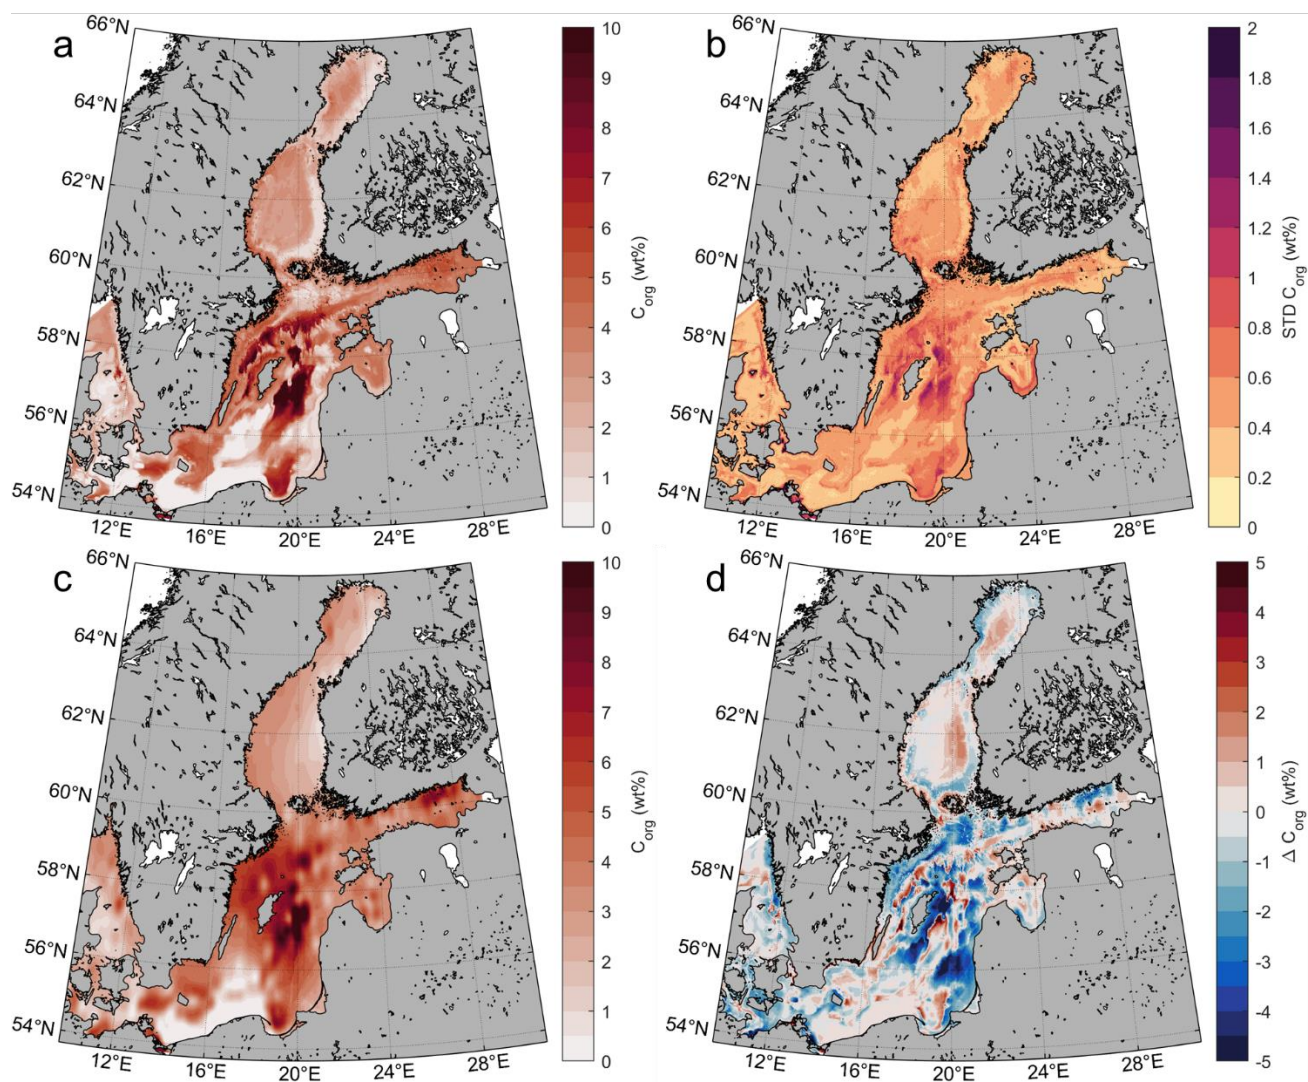 a
66°N
64°N
62°N
60°N
58°N
56°N
54°N
12°E
16°E
20°E
24°E
28°E
10
9
8
7
6
5
4
3
2
1
0
C_org (wt%)
b
66°N
64°N
62°N
60°N
58°N
56°N
54°N
12°E
16°E
20°E
24°E
28°E
2
1.8
1.6
1.4
1.2
1
0.8
0.6
0.4
0.2
0
STD C_org (wt%)
c
66°N
64°N
62°N
60°N
58°N
56°N
54°N
12°E
16°E
20°E
24°E
28°E
10
9
8
7
6
5
4
3
2
1
0
C_org (wt%)
d
66°N
64°N
62°N
60°N
58°N
56°N
54°N
12°E
16°E
20°E
24°E
28°E
5
4
3
2
1
0
-1
-2
-3
-4
-5
Δ C_org (wt%)